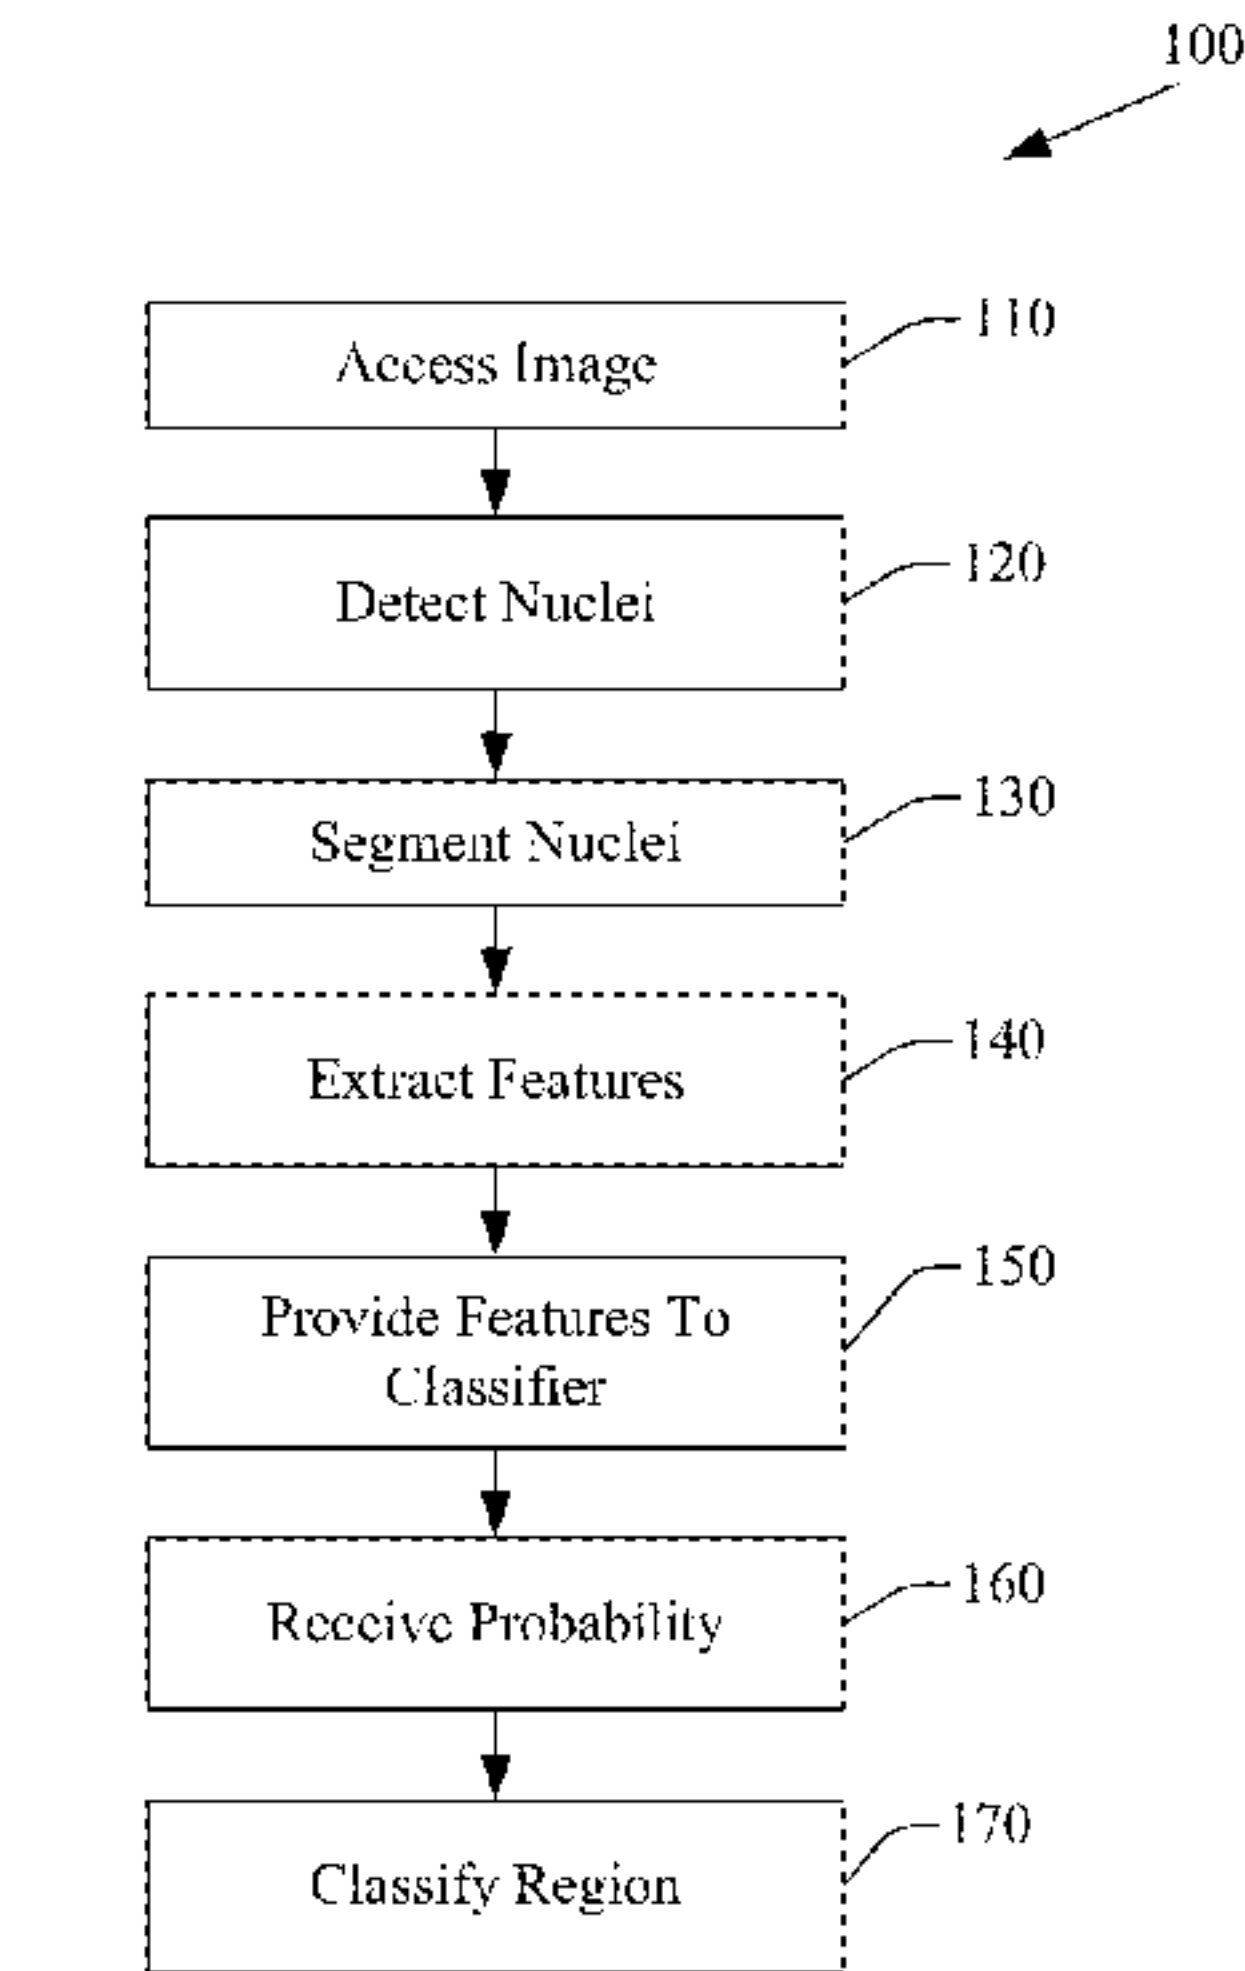 100
Access Image
110
Detect Nuclei
120
Segment Nuclei
130
Extract Features
140
Provide Features To
Classifier
150
Receive Probability
160
Classify Region
170